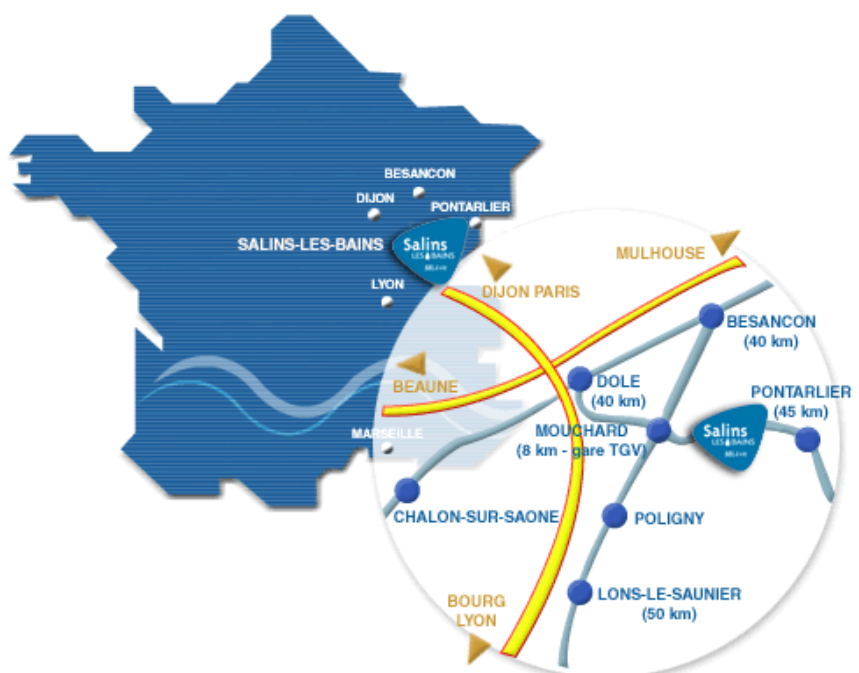 BESANCON
DIJON
PONTARLIER
SALINS-LES-BAINS
Salins
LES BAINS
LYON
MARSEILLE
MULHOUSE
DIJON PARIS
BEAUNE
BESANCON
(40 km)
DOLE
(40 km)
PONTARLIER
(45 km)
MOUCHARD
(8 km - gare TGV)
Salins
LES BAINS
CHALON-SUR-SAONE
POLIGNY
LONS-LE-SAUNIER
(50 km)
BOURG
LYON